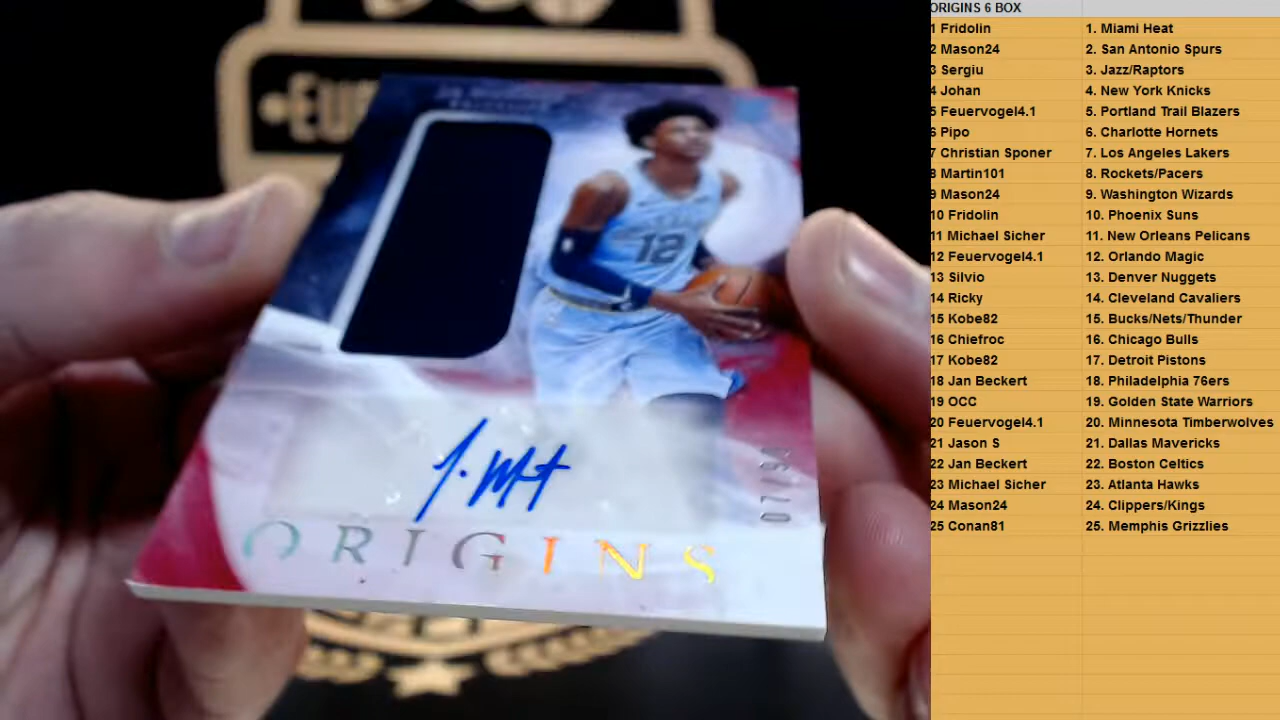 ORIGINS 6 BOX
1 Fridolin 1. Miami Heat
2 Mason24 2. San Antonio Spurs
3 Sergiu 3. Jazz/Raptors
4 Johan 4. New York Knicks
5 Feuervogel4.1 5. Portland Trail Blazers
6 Pipo 6. Charlotte Hornets
7 Christian Sponer 7. Los Angeles Lakers
8 Martin101 8. Rockets/Pacers
9 Mason24 9. Washington Wizards
10 Fridolin 10. Phoenix Suns
11 Michael Sicher 11. New Orleans Pelicans
12 Feuervogel4.1 12. Orlando Magic
13 Silvio 13. Denver Nuggets
14 Ricky 14. Cleveland Cavaliers
15 Kobe82 15. Bucks/Nets/Thunder
16 Chiefroc 16. Chicago Bulls
17 Kobe82 17. Detroit Pistons
18 Jan Beckert 18. Philadelphia 76ers
19 OCC 19. Golden State Warriors
20 Feuervogel4.1 20. Minnesota Timberwolves
21 Jason S 21. Dallas Mavericks
22 Jan Beckert 22. Boston Celtics
23 Michael Sicher 23. Atlanta Hawks
24 Mason24 24. Clippers/Kings
25 Conan81 25. Memphis Grizzlies
12
ORIGINS